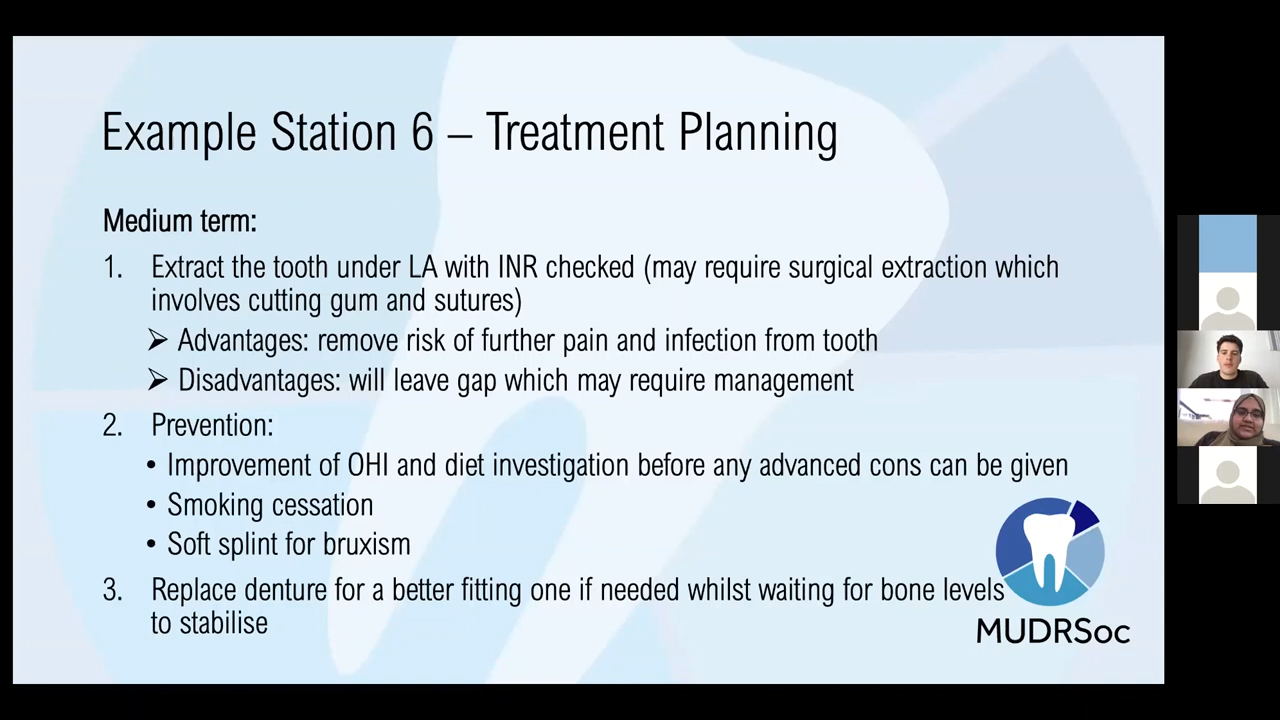 Example Station 6 – Treatment Planning
Medium term:
1. Extract the tooth under LA with INR checked (may require surgical extraction which
involves cutting gum and sutures)
➢ Advantages: remove risk of further pain and infection from tooth
➢ Disadvantages: will leave gap which may require management
2. Prevention:
• Improvement of OHI and diet investigation before any advanced cons can be given
• Smoking cessation
• Soft splint for bruxism
3. Replace denture for a better fitting one if needed whilst waiting for bone levels
to stabilise
MUDRSoc